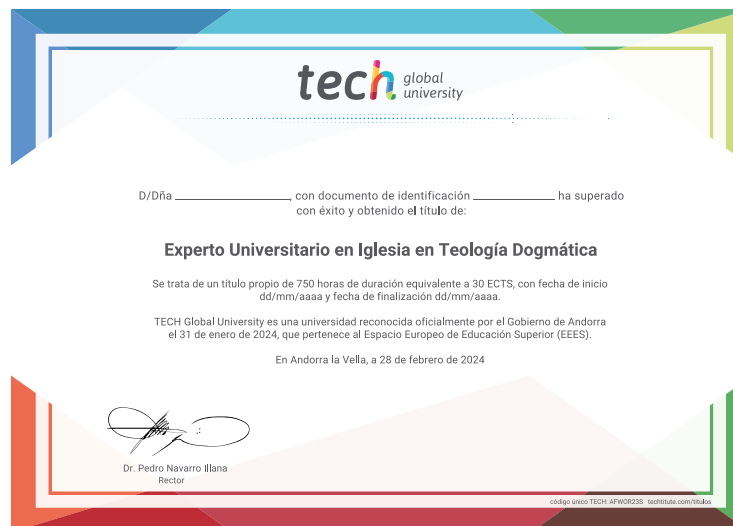 tech global
university
D/Dña ____________, con documento de identificación ____________ ha superado
con éxito y obtenido el título de:
Experto Universitario en Iglesia en Teología Dogmática
Se trata de un título propio de 750 horas de duración equivalente a 30 ECTS, con fecha de inicio
dd/mm/aaaa y fecha de finalización dd/mm/aaaa.
TECH Global University es una universidad reconocida oficialmente por el Gobierno de Andorra
el 31 de enero de 2024, que pertenece al Espacio Europeo de Educación Superior (EEES).
En Andorra la Vella, a 28 de febrero de 2024
Dr. Pedro Navarro Illana
Rector
código único TECH: AFWOR23S techtitute.com/titulos